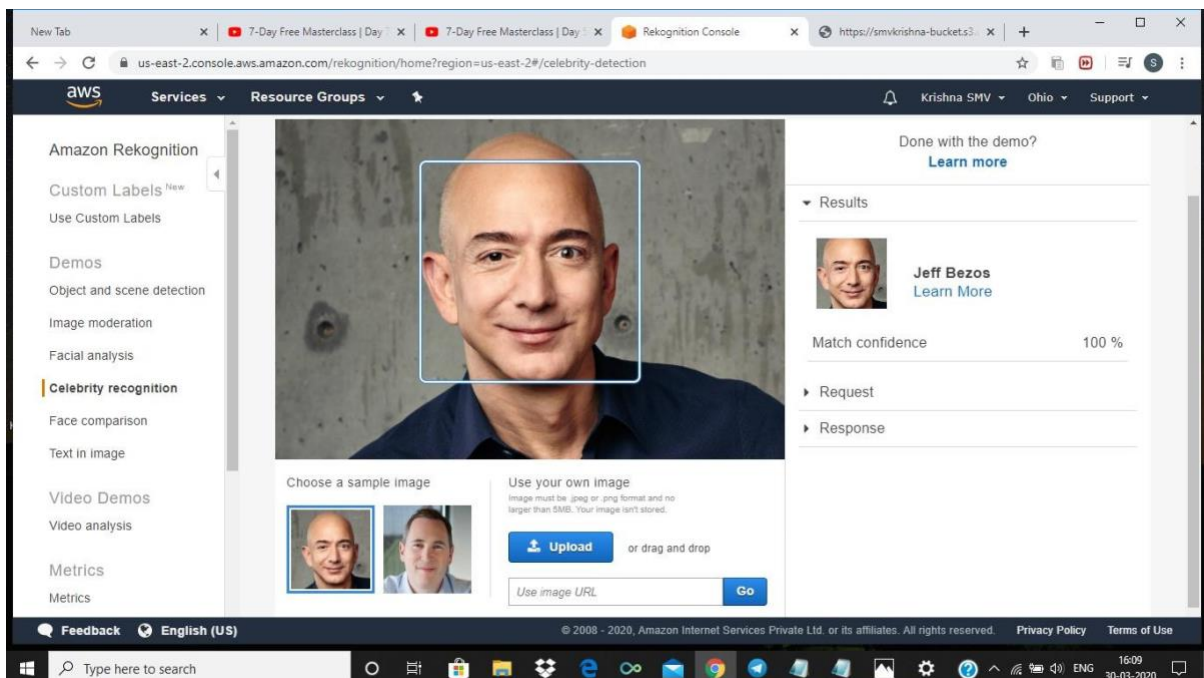 New Tab
7-Day Free Masterclass | Day
7-Day Free Masterclass | Day
Rekognition Console
https://smvkrishna-bucket.s3.
us-east-2.console.aws.amazon.com/rekognition/home?region=us-east-2#/celebrity-detection
S
aws
Services
Resource Groups
Krishna SMV
Ohio
Support
Amazon Rekognition
Custom Labels New
Use Custom Labels
Demos
Object and scene detection
Image moderation
Facial analysis
Celebrity recognition
Face comparison
Text in image
Video Demos
Video analysis
Metrics
Metrics
Choose a sample image
Use your own image
Image must be .jpeg or .png format and no
larger than 5MB. Your image isn't stored.
Upload
or drag and drop
Use image URL
Go
Done with the demo?
Learn more
Results
Jeff Bezos
Learn More
Match confidence 100 %
Request
Response
Feedback
English (US)
© 2008 - 2020, Amazon Internet Services Private Ltd. or its affiliates. All rights reserved.
Privacy Policy
Terms of Use
Type here to search
ENG
16:09
30-03-2020